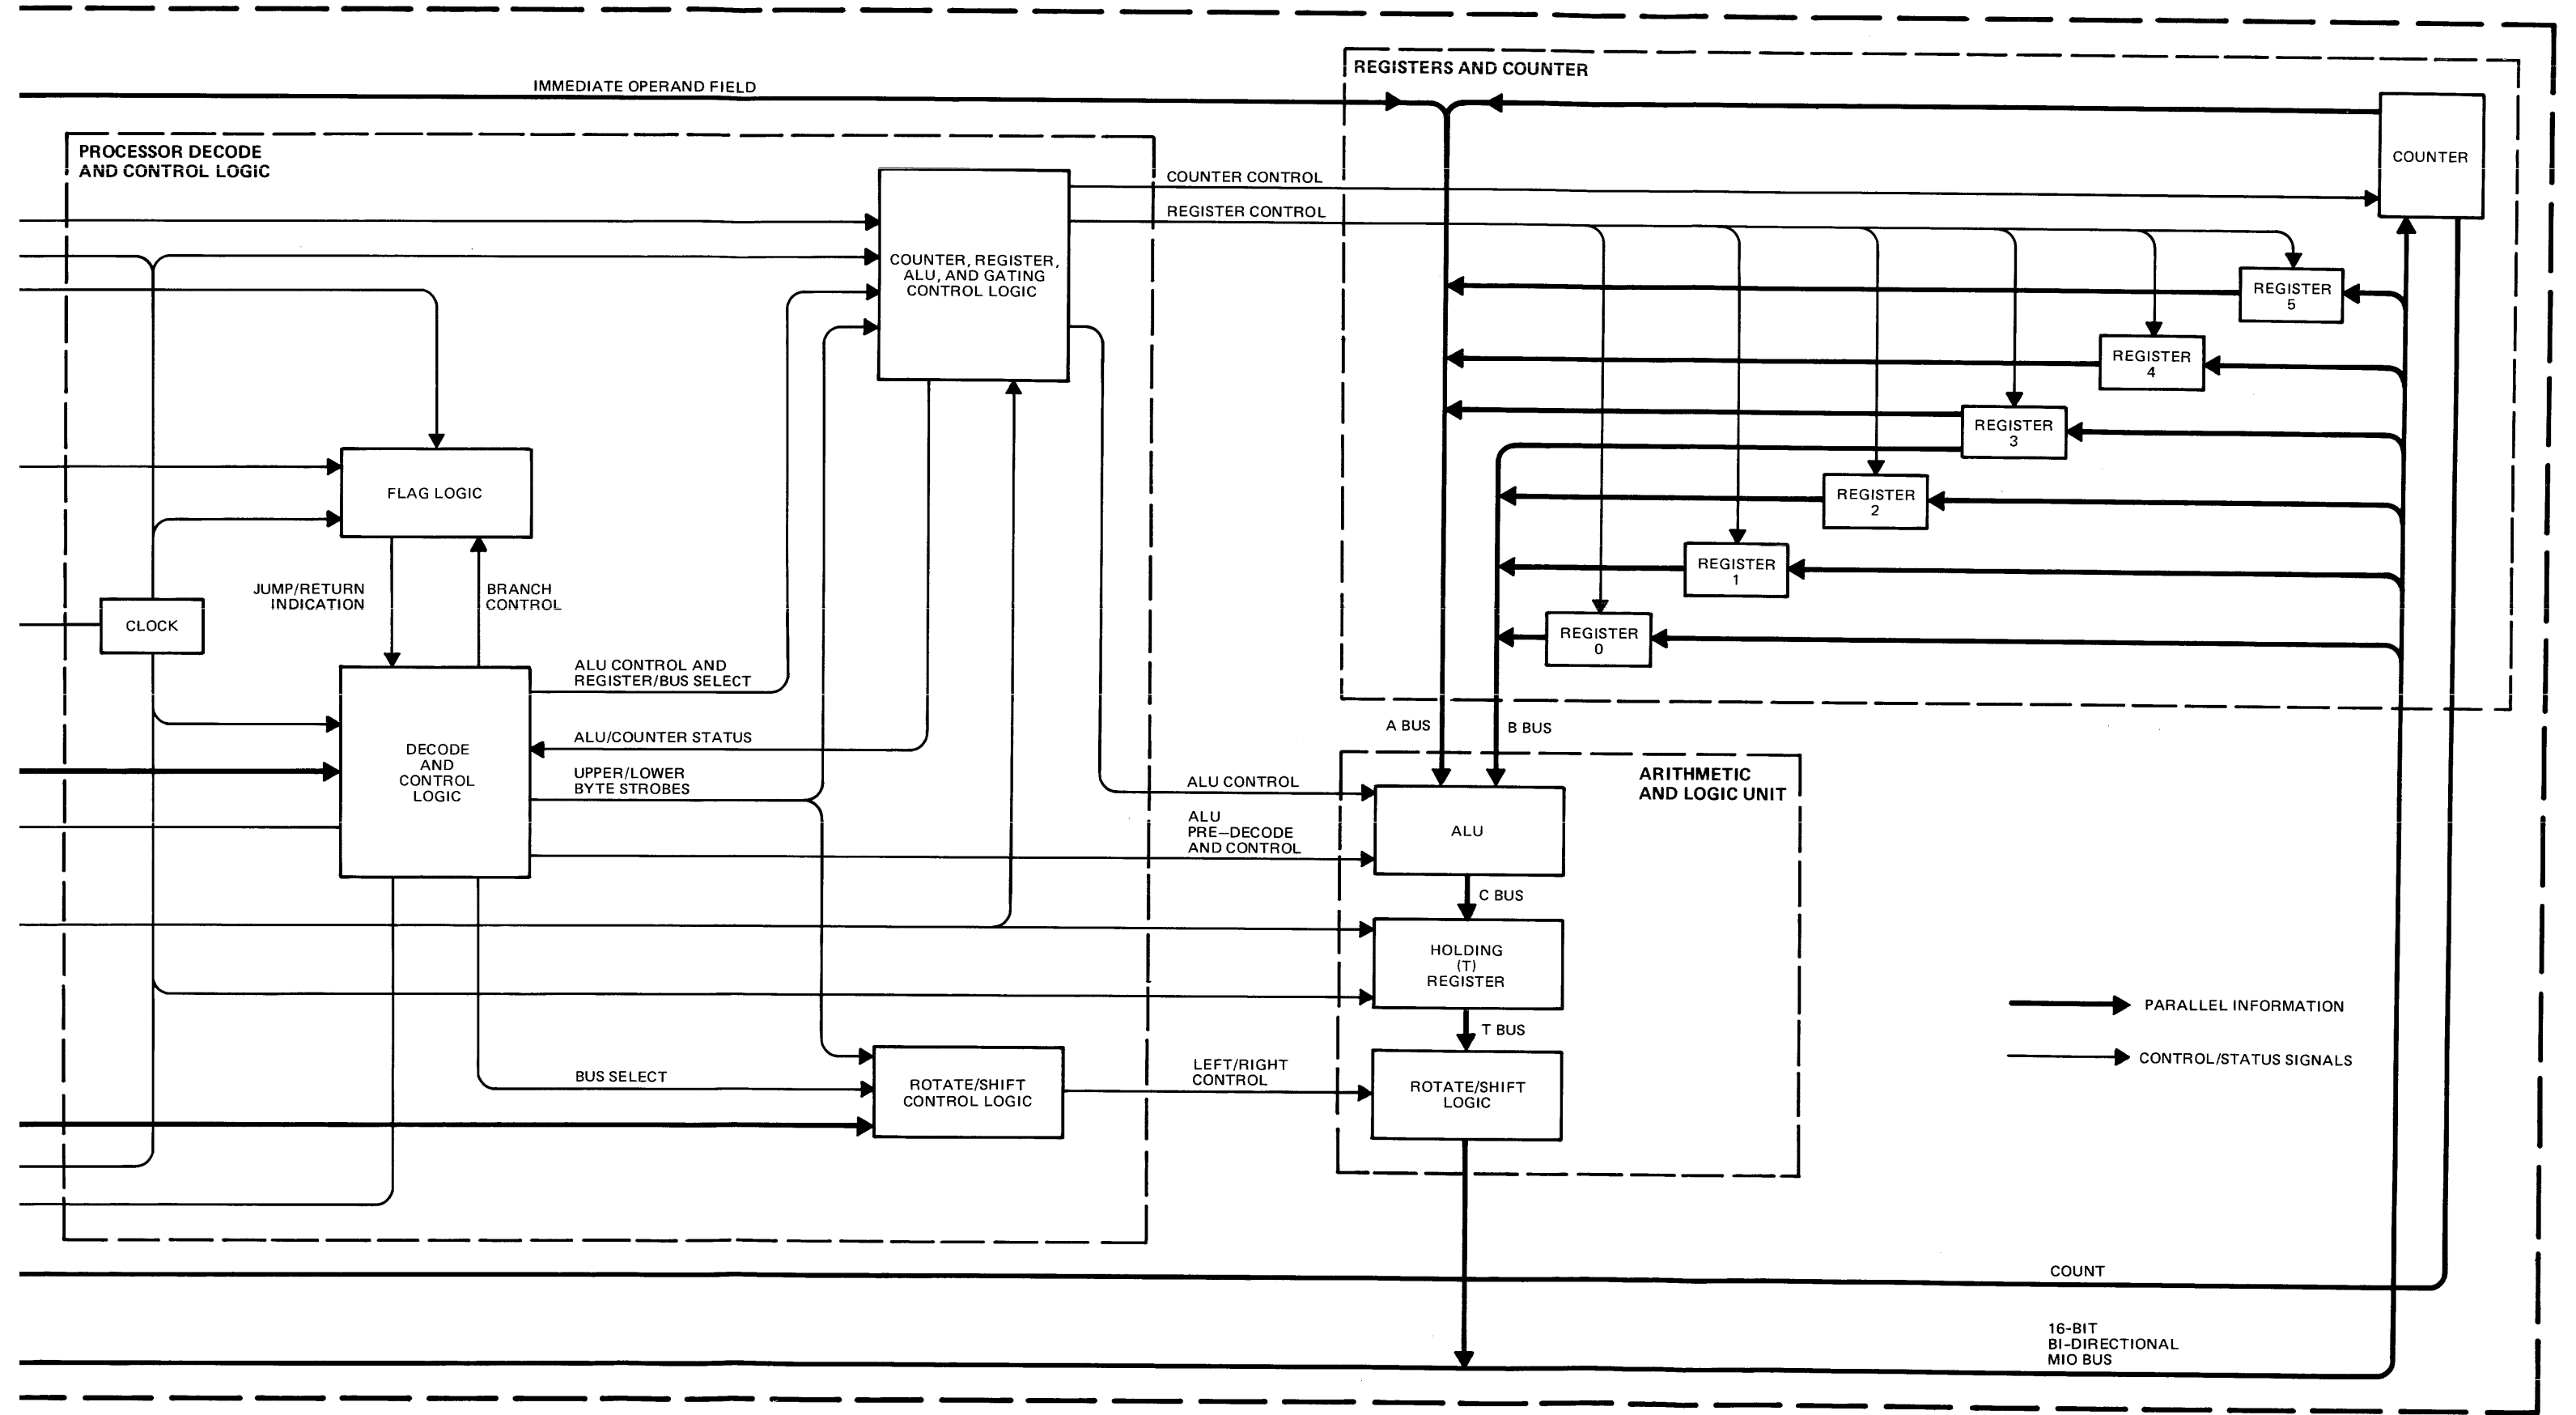 IMMEDIATE OPERAND FIELD
REGISTERS AND COUNTER
COUNTER
PROCESSOR DECODE
AND CONTROL LOGIC
COUNTER CONTROL
REGISTER CONTROL
COUNTER, REGISTER,
ALU, AND GATING
CONTROL LOGIC
REGISTER
5
REGISTER
4
REGISTER
3
REGISTER
2
REGISTER
1
REGISTER
0
FLAG LOGIC
JUMP/RETURN
INDICATION
BRANCH
CONTROL
CLOCK
ALU CONTROL AND
REGISTER/BUS SELECT
DECODE
AND
CONTROL
LOGIC
ALU/COUNTER STATUS
UPPER/LOWER
BYTE STROBES
A BUS
B BUS
ARITHMETIC
AND LOGIC UNIT
ALU CONTROL
ALU
PRE–DECODE
AND CONTROL
ALU
C BUS
HOLDING
(T)
REGISTER
T BUS
BUS SELECT
ROTATE/SHIFT
CONTROL LOGIC
LEFT/RIGHT
CONTROL
ROTATE/SHIFT
LOGIC
PARALLEL INFORMATION
CONTROL/STATUS SIGNALS
COUNT
16-BIT
BI-DIRECTIONAL
MIO BUS